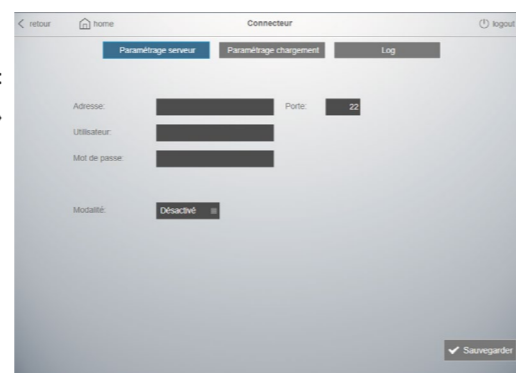 retour home Connecteur logout
Paramétrage serveur Paramétrage chargement Log
Adresse: Porte: 22
Utilisateur:
Mot de passe:
Modalité: Désactivé
Sauvegarder